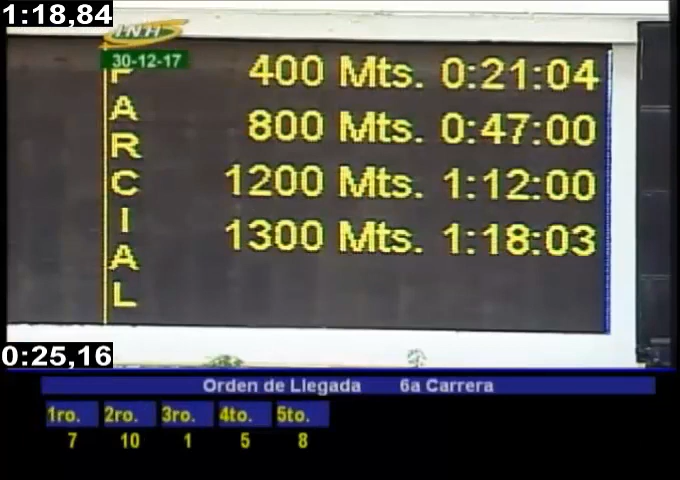 1:18,84
INH
30-12-17
PARCIAL
400 Mts. 0:21:04
800 Mts. 0:47:00
1200 Mts. 1:12:00
1300 Mts. 1:18:03
0:25,16
Orden de Llegada 6a Carrera
1ro. 2ro. 3ro. 4to. 5to.
7 10 1 5 8